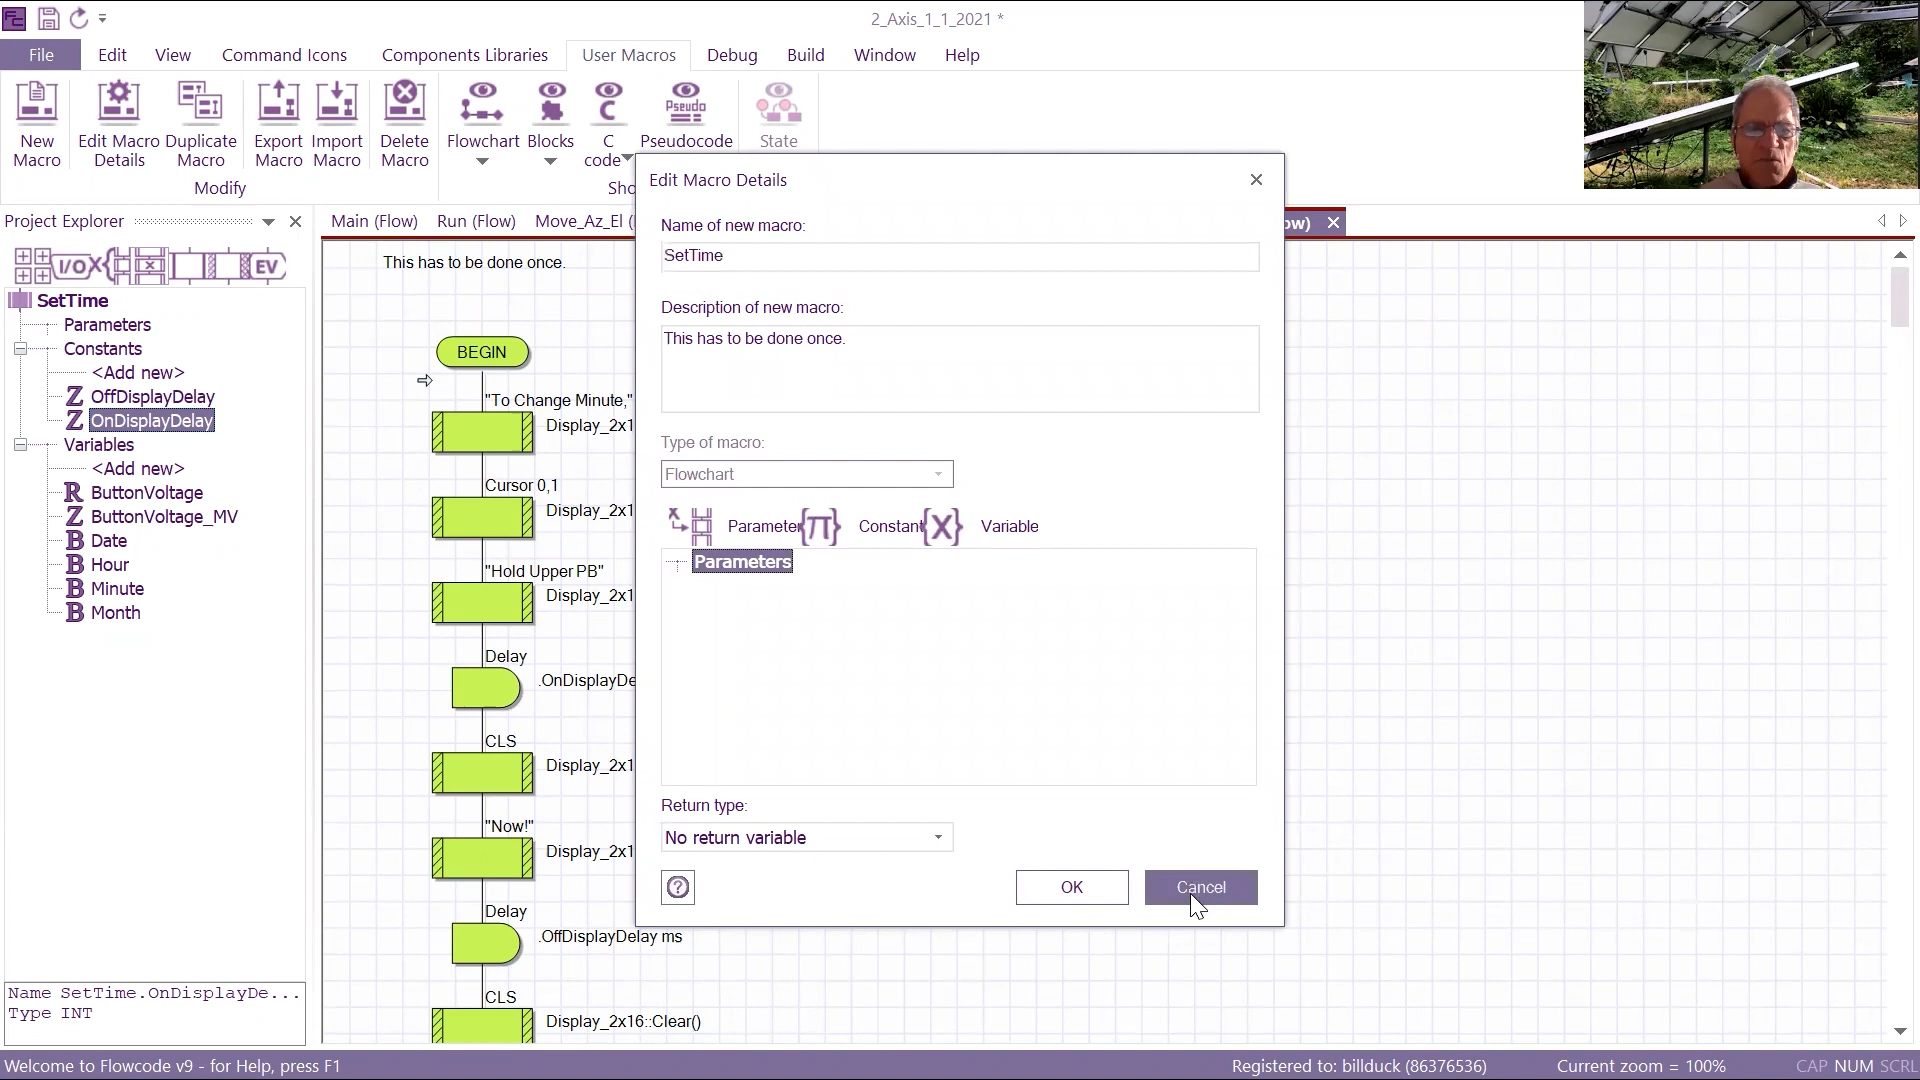 FC
2_Axis_1_1_2021 *
File Edit View Command Icons Components Libraries User Macros Debug Build Window Help
New Macro
Edit Macro Details
Duplicate Macro
Export Macro
Import Macro
Delete Macro
Flowchart
Blocks
C code
Pseudo
Pseudocode
State
Modify
Sho
Project Explorer
I/O X EV
SetTime
Parameters
Constants
<Add new>
Z OffDisplayDelay
Z OnDisplayDelay
Variables
<Add new>
R ButtonVoltage
Z ButtonVoltage_MV
B Date
B Hour
B Minute
B Month
Name SetTime.OnDisplayDe...
Type INT
Main (Flow) Run (Flow) Move_Az_El ( ow)
This has to be done once.
BEGIN
"To Change Minute,"
Display_2x1
Cursor 0,1
Display_2x1
"Hold Upper PB"
Display_2x1
Delay
.OnDisplayDe
CLS
Display_2x1
"Now!"
Display_2x1
Delay
.OffDisplayDelay ms
CLS
Display_2x16::Clear()
Edit Macro Details
Name of new macro:
SetTime
Description of new macro:
This has to be done once.
Type of macro:
Flowchart
Parameter {π} Constant {X} Variable
Parameters
Return type:
No return variable
? OK Cancel
Welcome to Flowcode v9 - for Help, press F1
Registered to: billduck (86376536)
Current zoom = 100%
CAP NUM SCRL